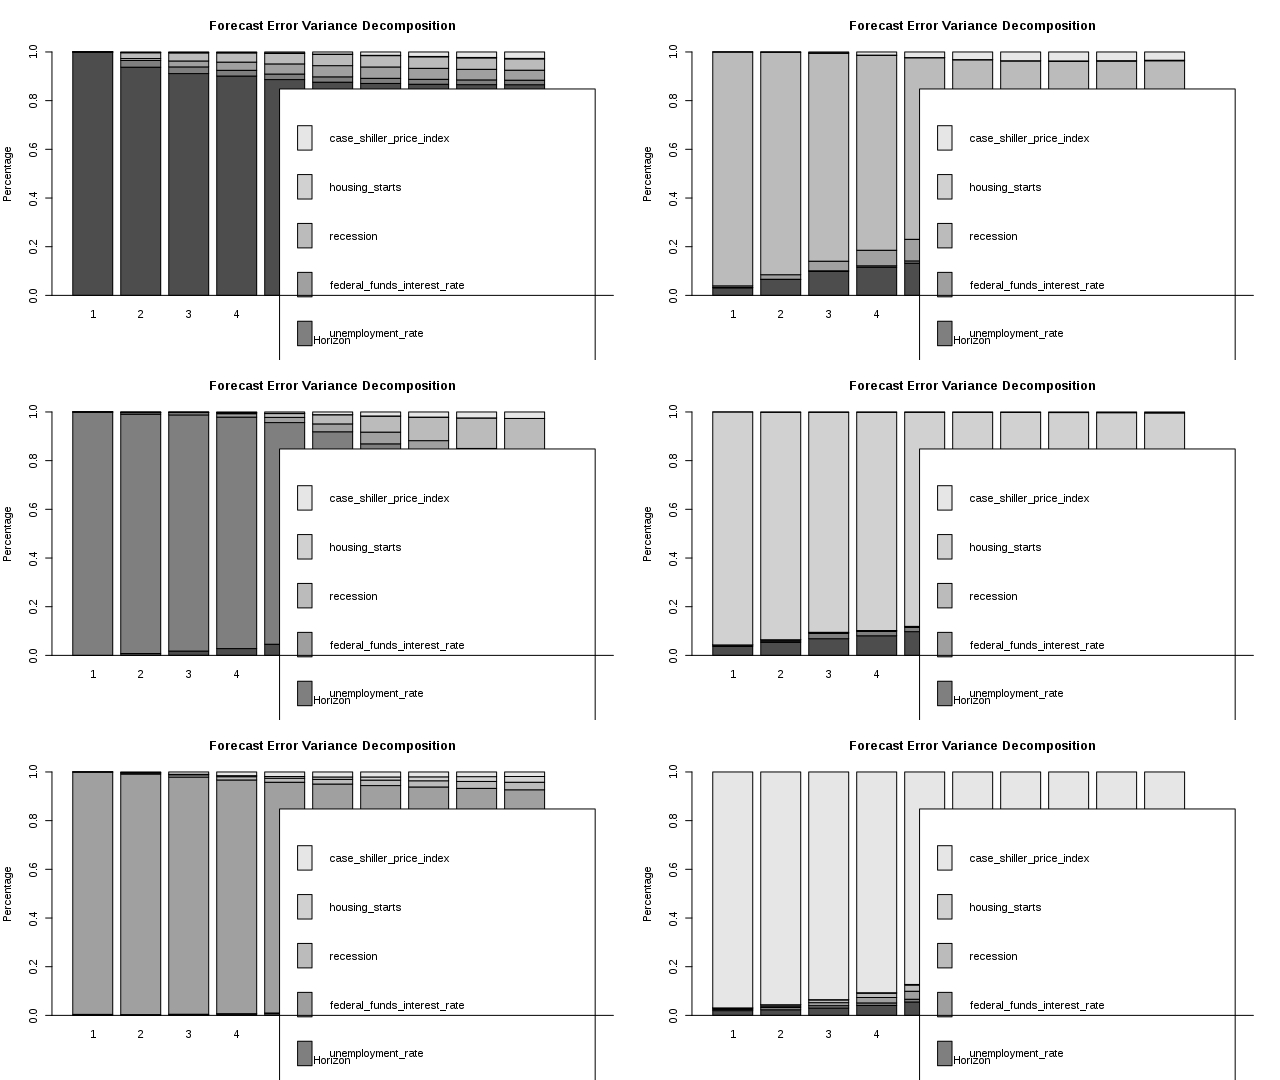 Forecast Error Variance Decomposition
Percentage
0.0 0.2 0.4 0.6 0.8 1.0
case_shiller_price_index
housing_starts
recession
federal_funds_interest_rate
1 2 3 4
unemployment_rate
Horizon
Forecast Error Variance Decomposition
Percentage
0.0 0.2 0.4 0.6 0.8 1.0
case_shiller_price_index
housing_starts
recession
federal_funds_interest_rate
1 2 3 4
unemployment_rate
Horizon
Forecast Error Variance Decomposition
Percentage
0.0 0.2 0.4 0.6 0.8 1.0
case_shiller_price_index
housing_starts
recession
federal_funds_interest_rate
1 2 3 4
unemployment_rate
Horizon
Forecast Error Variance Decomposition
Percentage
0.0 0.2 0.4 0.6 0.8 1.0
case_shiller_price_index
housing_starts
recession
federal_funds_interest_rate
1 2 3 4
unemployment_rate
Horizon
Forecast Error Variance Decomposition
Percentage
0.0 0.2 0.4 0.6 0.8 1.0
case_shiller_price_index
housing_starts
recession
federal_funds_interest_rate
1 2 3 4
unemployment_rate
Horizon
Forecast Error Variance Decomposition
Percentage
0.0 0.2 0.4 0.6 0.8 1.0
case_shiller_price_index
housing_starts
recession
federal_funds_interest_rate
1 2 3 4
unemployment_rate
Horizon